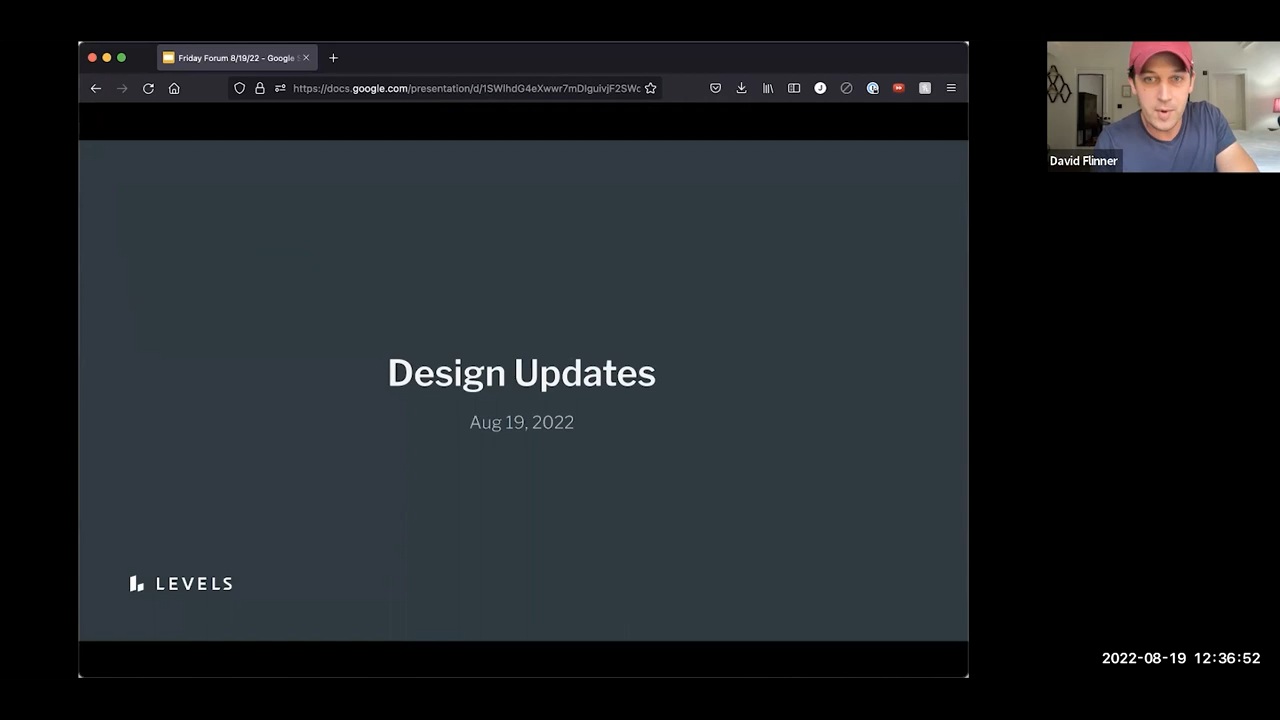 Friday Forum 8/19/22 - Google S
https://docs.google.com/presentation/d/1SWlhdG4eXwwr7mDIguivjF2SWc
David Flinner
Design Updates
Aug 19, 2022
LEVELS
2022-08-19 12:36:52